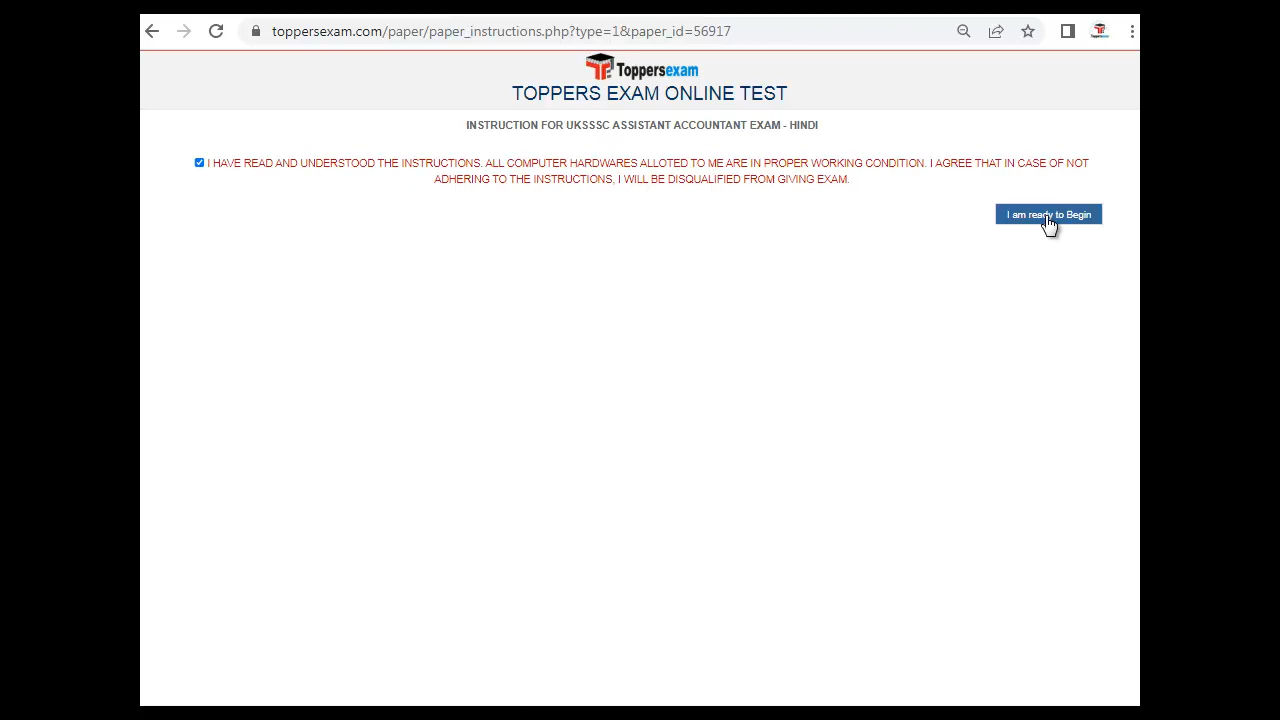 toppersexam.com/pyper/paper_instructions.php?type=1&paper_id=56917
Toppersexam
TOPPERS EXAM ONLINE TEST
INSTRUCTION FOR UKSSSC ASSISTANT ACCOUNTANT EXAM - HINDI
I HAVE READ AND UNDERSTOOD THE INSTRUCTIONS. ALL COMPUTER HARDWARES ALLOTED TO ME ARE IN PROPER WORKING CONDITION. I AGREE THAT IN CASE OF NOT
ADHERING TO THE INSTRUCTIONS, I WILL BE DISQUALIFIED FROM GIVING EXAM.
I am ready to Begin